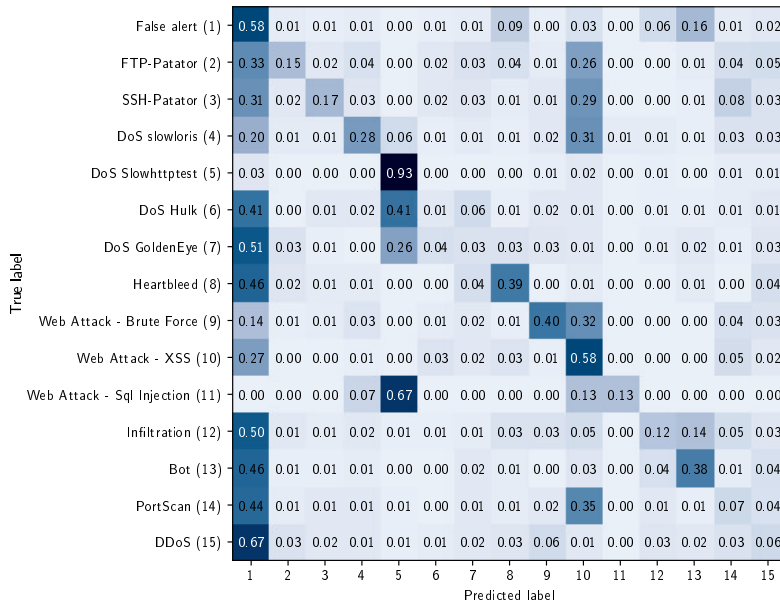 False alert (1) 0.58 0.01 0.01 0.01 0.00 0.01 0.01 0.09 0.00 0.03 0.00 0.06 0.16 0.01 0.02
FTP-Patator (2) 0.33 0.15 0.02 0.04 0.00 0.02 0.03 0.04 0.01 0.26 0.00 0.00 0.01 0.04 0.05
SSH-Patator (3) 0.31 0.02 0.17 0.03 0.00 0.02 0.03 0.01 0.01 0.29 0.00 0.00 0.01 0.08 0.03
DoS slowloris (4) 0.20 0.01 0.01 0.28 0.06 0.01 0.01 0.01 0.02 0.31 0.01 0.01 0.01 0.03 0.03
DoS Slowhttptest (5) 0.03 0.00 0.00 0.00 0.93 0.00 0.00 0.00 0.01 0.02 0.00 0.01 0.00 0.01 0.01
DoS Hulk (6) 0.41 0.00 0.01 0.02 0.41 0.01 0.06 0.01 0.02 0.01 0.00 0.01 0.01 0.01 0.01
DoS GoldenEye (7) 0.51 0.03 0.01 0.00 0.26 0.04 0.03 0.03 0.03 0.01 0.00 0.01 0.02 0.01 0.03
Heartbleed (8) 0.46 0.02 0.01 0.01 0.00 0.00 0.04 0.39 0.00 0.01 0.00 0.00 0.01 0.00 0.04
Web Attack - Brute Force (9) 0.14 0.01 0.01 0.03 0.00 0.01 0.02 0.01 0.40 0.32 0.00 0.00 0.00 0.04 0.03
Web Attack - XSS (10) 0.27 0.00 0.00 0.01 0.00 0.03 0.02 0.03 0.01 0.58 0.00 0.00 0.00 0.05 0.02
Web Attack - Sql Injection (11) 0.00 0.00 0.00 0.07 0.67 0.00 0.00 0.00 0.00 0.13 0.13 0.00 0.00 0.00 0.00
Infiltration (12) 0.50 0.01 0.01 0.02 0.01 0.01 0.01 0.03 0.03 0.05 0.00 0.12 0.14 0.05 0.03
Bot (13) 0.46 0.01 0.01 0.01 0.00 0.00 0.02 0.01 0.00 0.03 0.00 0.04 0.38 0.01 0.04
PortScan (14) 0.44 0.01 0.01 0.01 0.01 0.00 0.01 0.01 0.02 0.35 0.00 0.01 0.01 0.07 0.04
DDoS (15) 0.67 0.03 0.02 0.01 0.01 0.01 0.02 0.03 0.06 0.01 0.00 0.03 0.02 0.03 0.06
1 2 3 4 5 6 7 8 9 10 11 12 13 14 15
Predicted label
True label